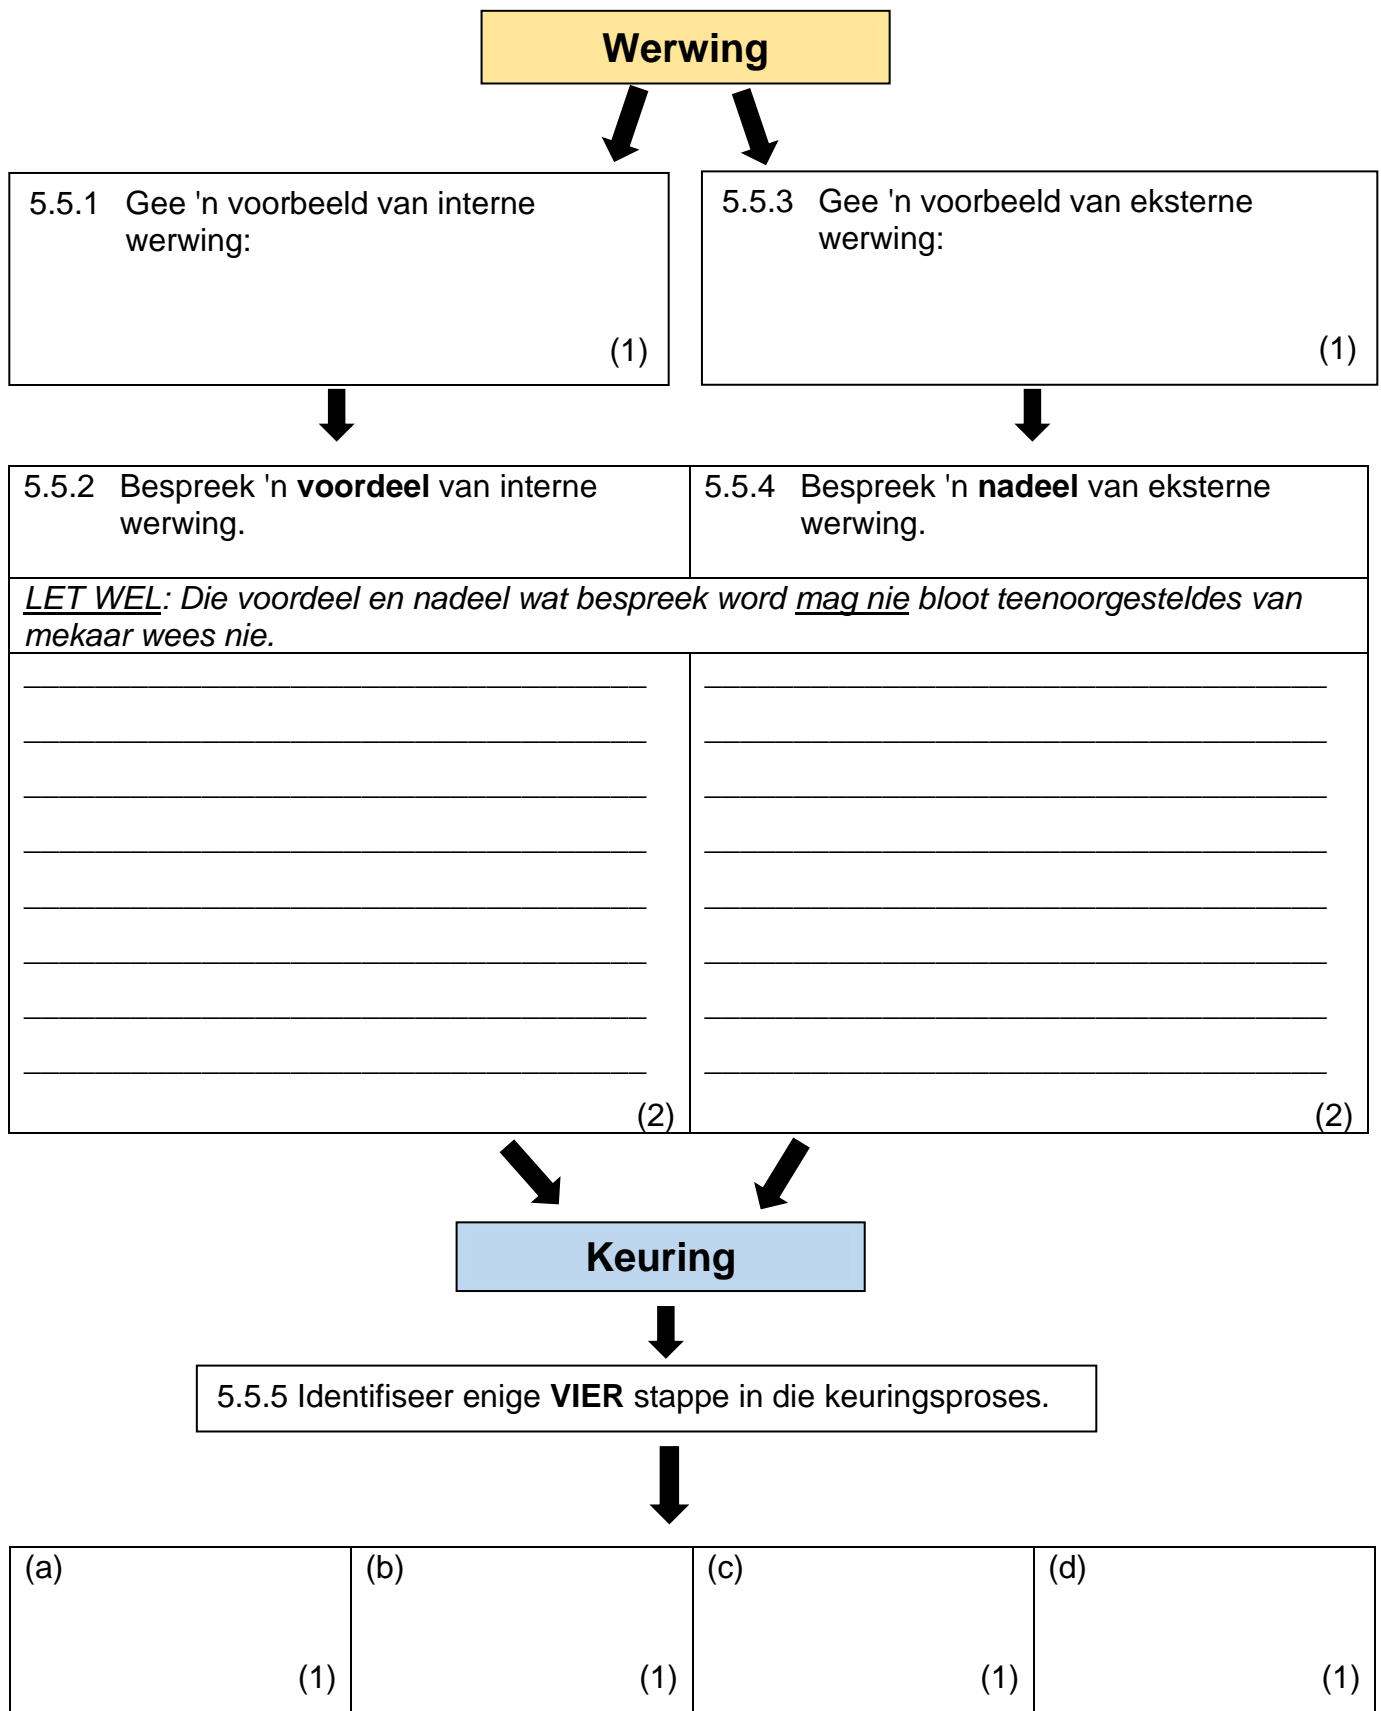 Werwing
5.5.1 Gee 'n voorbeeld van interne
werwing:
(1)
5.5.3 Gee 'n voorbeeld van eksterne
werwing:
(1)
5.5.2 Bespreek 'n voordeel van interne
werwing.
5.5.4 Bespreek 'n nadeel van eksterne
werwing.
LET WEL: Die voordeel en nadeel wat bespreek word mag nie bloot teenoorgesteldes van
mekaar wees nie.
(2)
(2)
Keuring
5.5.5 Identifiseer enige VIER stappe in die keuringsproses.
(a)
(1)
(b)
(1)
(c)
(1)
(d)
(1)